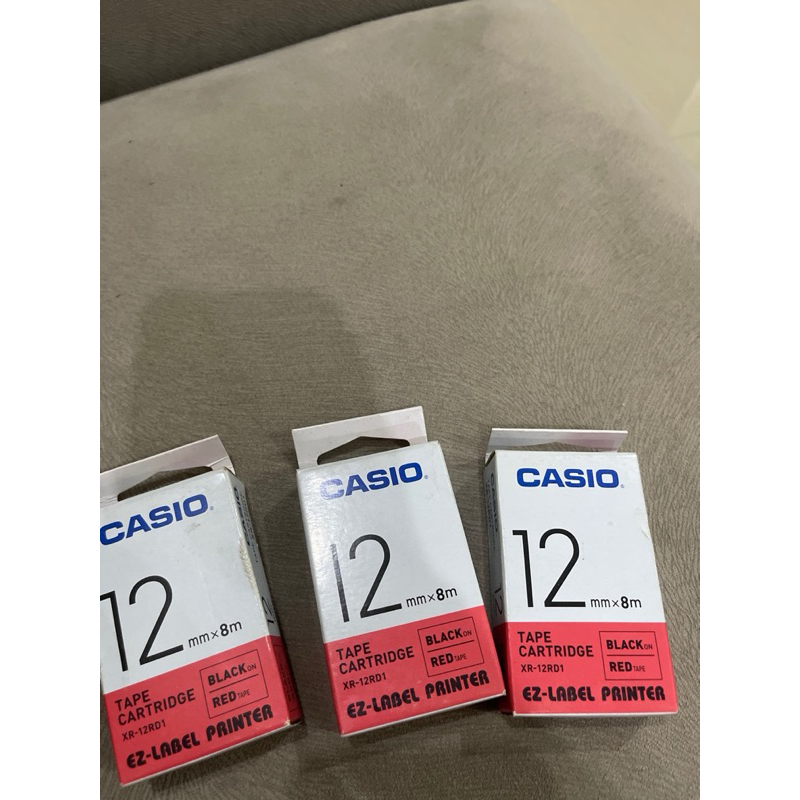 CASIO
12 mm×8m
TAPE
CARTRIDGE
XR-12RD1
BLACK ON
RED TAPE
EZ-LABEL PRINTER
CASIO
12 mm×8m
TAPE
CARTRIDGE
XR-12RD1
BLACK ON
RED TAPE
EZ-LABEL PRINTER
CASIO
12 mm×8m
TAPE
CARTRIDGE
XR-12RD1
BLACK ON
RED TAPE
EZ-LABEL PRINTER